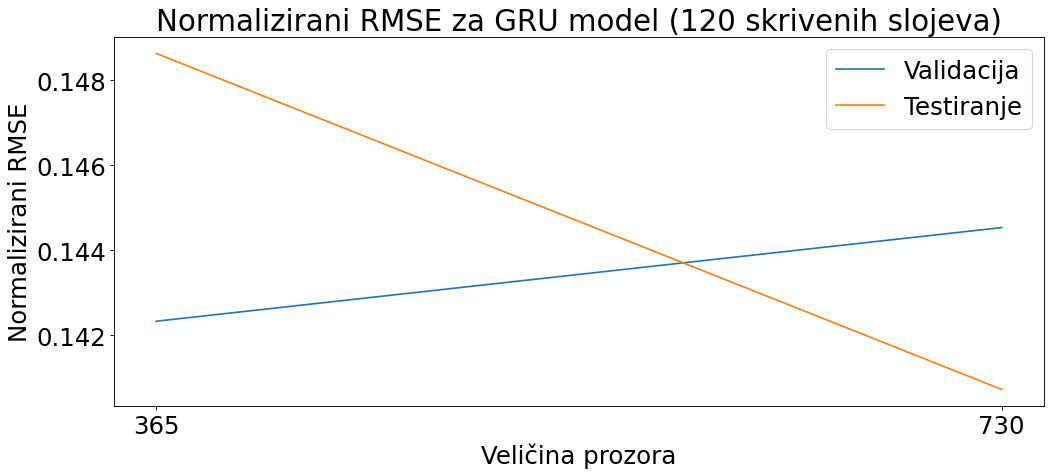 Normalizirani RMSE za GRU model (120 skrivenih slojeva)
Validacija
Testiranje
Normalizirani RMSE
0.148
0.146
0.144
0.142
365
730
Veličina prozora